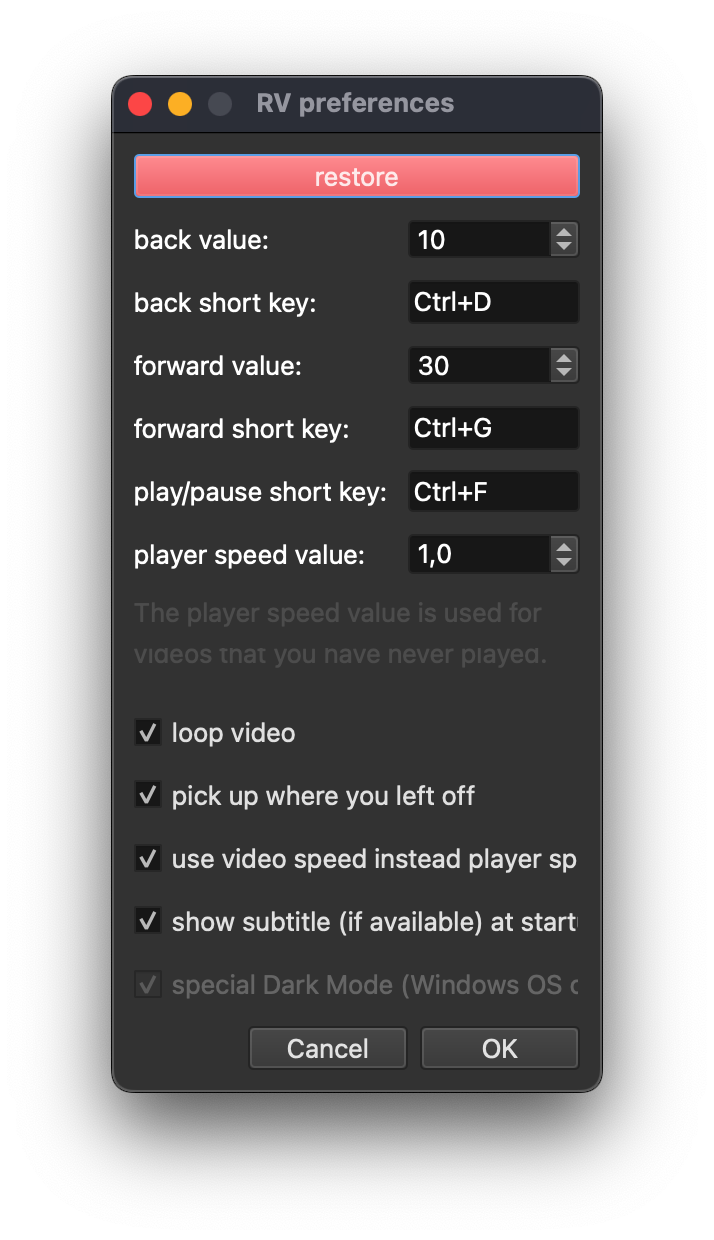 RV preferences
restore
back value: 10
back short key: Ctrl+D
forward value: 30
forward short key: Ctrl+G
play/pause short key: Ctrl+F
player speed value: 1,0
The player speed value is used for
videos that you have never played.
loop video
pick up where you left off
use video speed instead player sp
show subtitle (if available) at start
special Dark Mode (Windows OS
Cancel OK